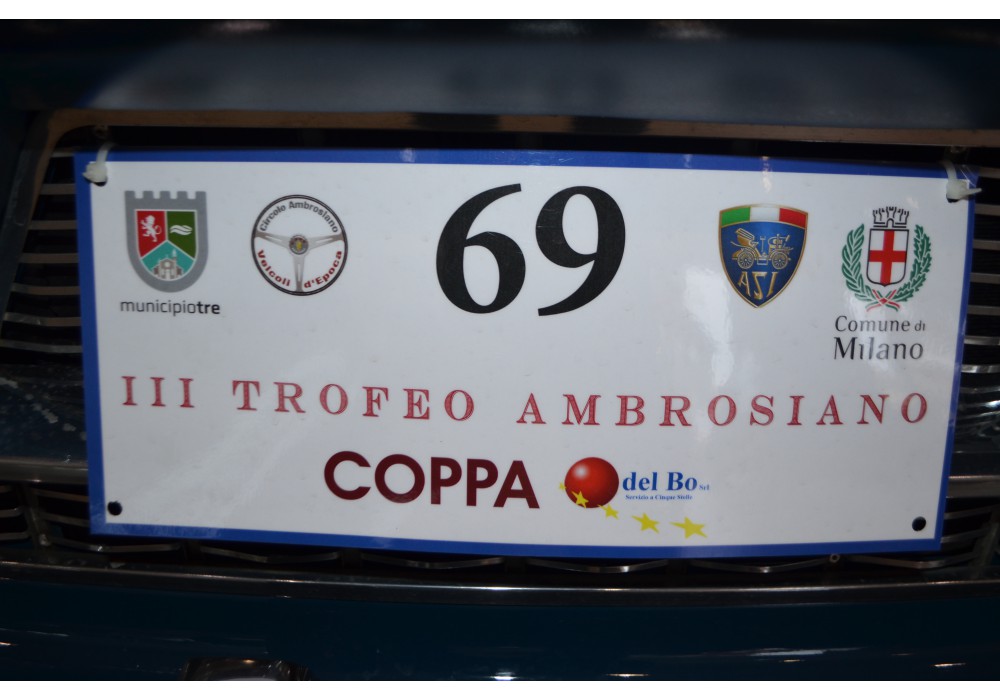 69
municipiotre
Circolo Ambrosiano
Veicoli d'Epoca
ASI
Comune di
Milano
III TROFEO AMBROSIANO
COPPA
del Bo Srl
Servizio a Cinque Stelle